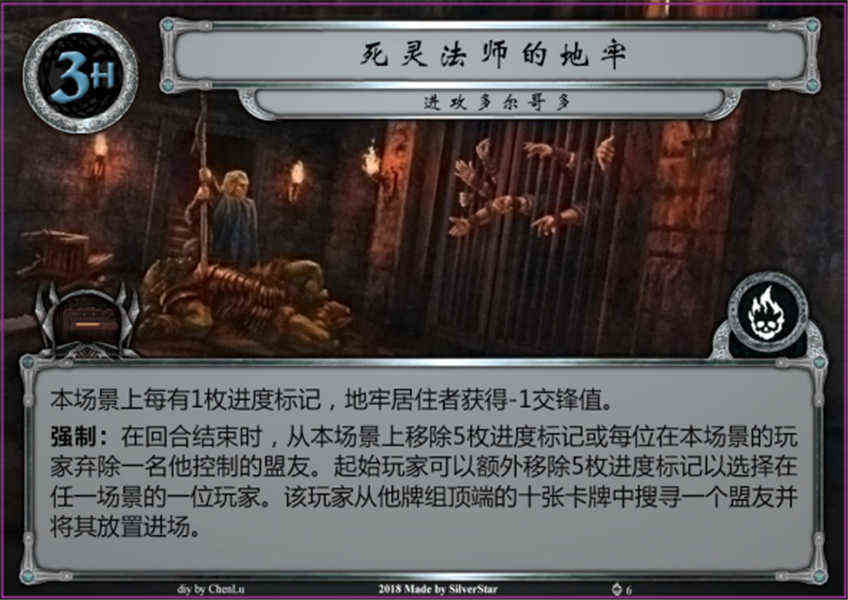 3H
死灵法师的地牢
进攻多尔哥多
本场景上每有1枚进度标记，地牢居住者获得-1交锋值。
强制：在回合结束时，从本场景上移除5枚进度标记或每位在本场景的玩
家弃除一名他控制的盟友。起始玩家可以额外移除5枚进度标记以选择在
任一场景的一位玩家。该玩家从他牌组顶端的十张卡牌中搜寻一个盟友并
将其放置进场。
diy by ChenLu 2018 Made by SilverStar 6